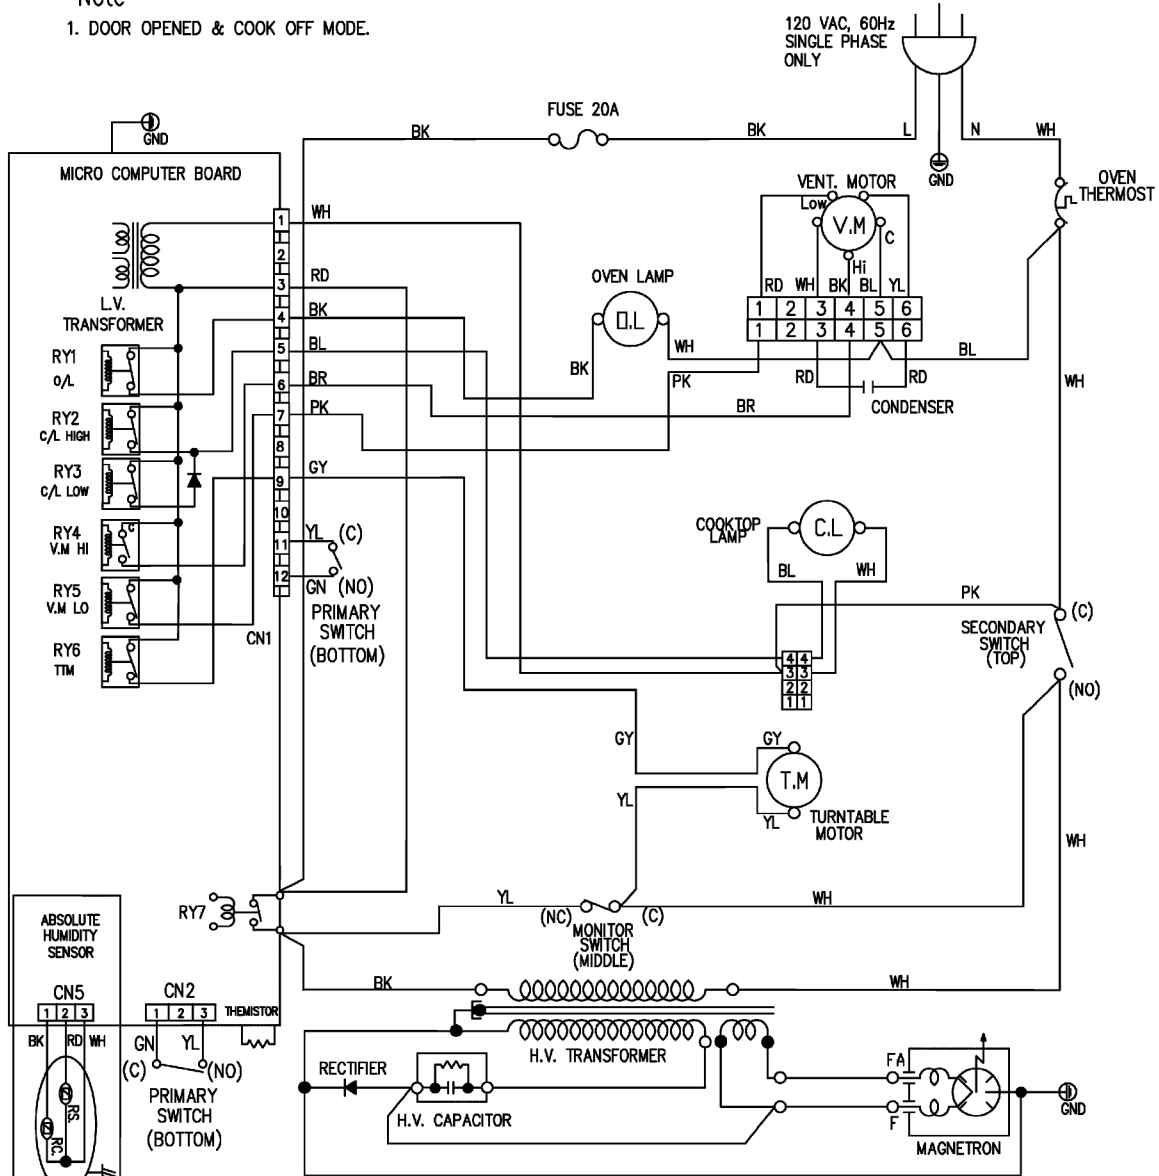 Note
1. DOOR OPENED & COOK OFF MODE.
120 VAC, 60Hz
SINGLE PHASE
ONLY
FUSE 20A
BK
BK
L
N
WH
GND
GND
MICRO COMPUTER BOARD
VENT. MOTOR
OVEN
THERMOST
Low
V.M
C
Hi
1
WH
2
3
RD
L.V.
TRANSFORMER
4
BK
OVEN LAMP
O.L
RD
WH
BK
BL
YL
1 2 3 4 5 6
1 2 3 4 5 6
RY1
O/L
5
BL
WH
BL
BK
PK
RD
RD
WH
6
BR
BR
CONDENSER
7
PK
RY2
C/L HIGH
8
RY3
C/L LOW
9
GY
10
RY4
V.M HI
C
11
YL
(C)
COOKTOP
LAMP
C.L
12
GN
(NO)
BL
WH
RY5
V.M LO
PRIMARY
SWITCH
(BOTTOM)
CN1
PK
(C)
SECONDARY
SWITCH
(TOP)
(NO)
RY6
TTM
4 4
3 3
2 2
1 1
GY
GY
T.M
YL
YL
TURNTABLE
MOTOR
WH
RY7
YL
(NC)
(C)
WH
MONITOR
SWITCH
(MIDDLE)
ABSOLUTE
HUMIDITY
SENSOR
BK
WH
CN5
1 2 3
CN2
1 2 3
THEMISTOR
BK
RD
WH
GN
YL
(C)
(NO)
PRIMARY
SWITCH
(BOTTOM)
RS.
RC.
H.V. TRANSFORMER
RECTIFIER
H.V. CAPACITOR
FA
F
GND
MAGNETRON